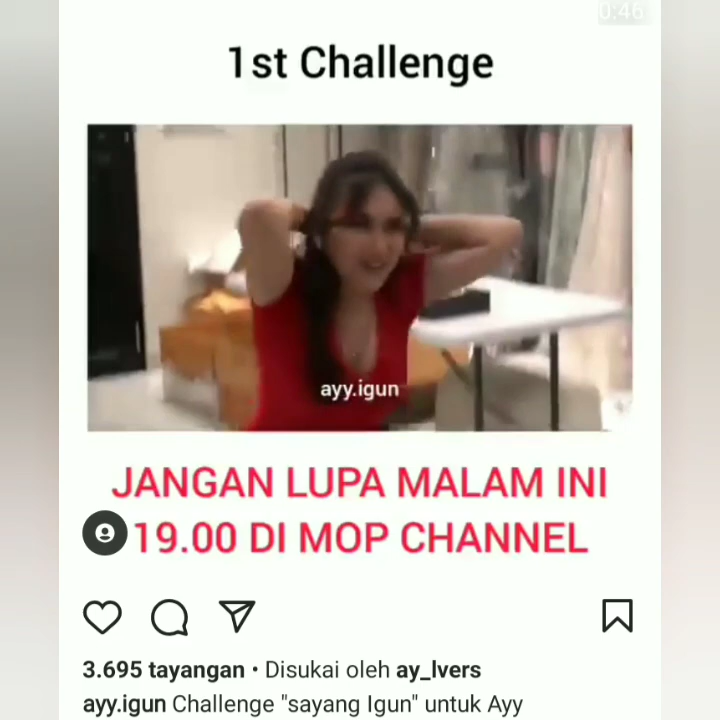 0:46
1st Challenge
ayy.igun
JANGAN LUPA MALAM INI
19.00 DI MOP CHANNEL
3.695 tayangan • Disukai oleh ay_lvers
ayy.igun Challenge "sayang Igun" untuk Ayy